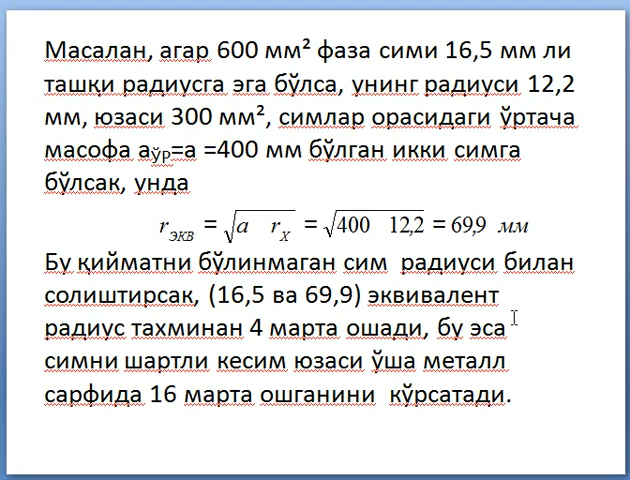 Масалан, агар 600 мм² фаза сими 16,5 мм ли
ташқи радиусга эга бўлса, унинг радиуси 12,2
мм, юзаси 300 мм², симлар орасидаги ўртача
масофа аўр=а =400 мм бўлган икки симга
бўлсак, унда
rЭКВ = √a rХ = √400 12,2 = 69,9 мм
Бу қийматни бўлинмаган сим радиуси билан
солиштирсак, (16,5 ва 69,9) эквивалент
радиус тахминан 4 марта ошади, бу эса
симни шартли кесим юзаси ўша металл
сарфида 16 марта ошганини кўрсатади.